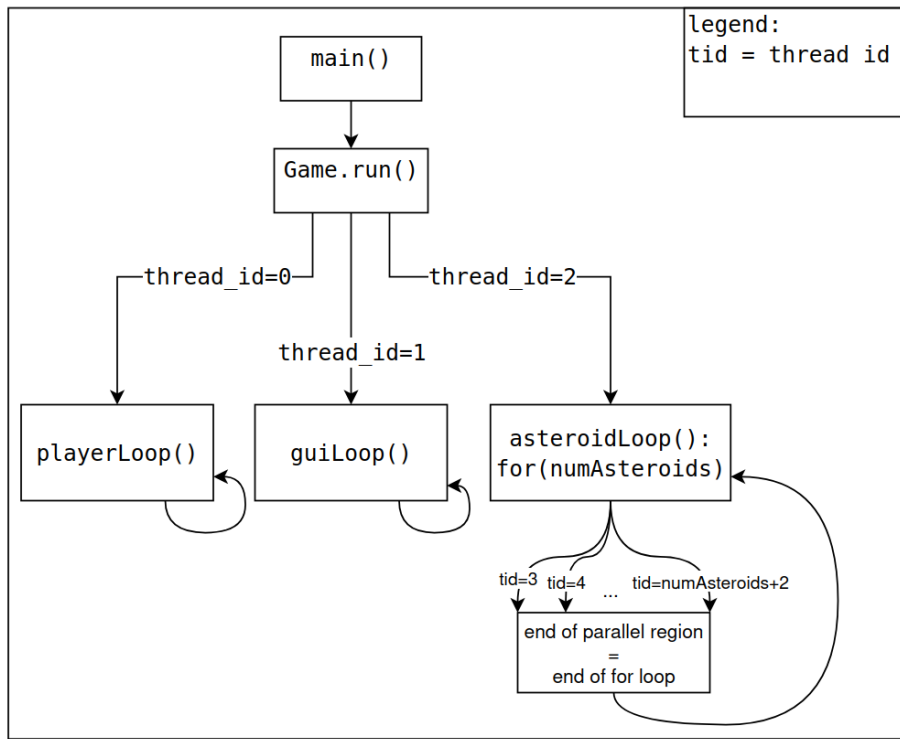 legend:
tid = thread id
main()
Game.run()
thread_id=0
thread_id=2
thread_id=1
playerLoop()
guiLoop()
asteroidLoop():
for(numAsteroids)
tid=3
tid=4
...
tid=numAsteroids+2
end of parallel region
=
end of for loop